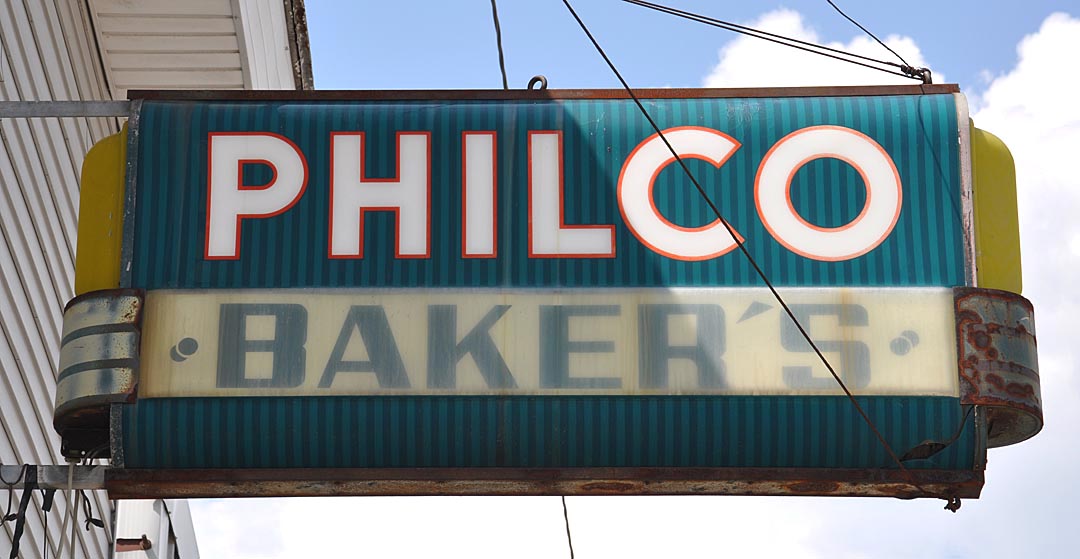 PHILCO
• BAKER'S •